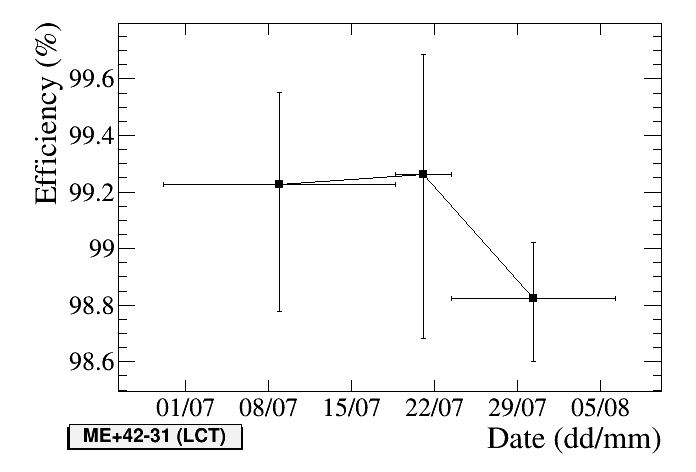 Efficiency (%)
99.6
99.4
99.2
99
98.8
98.6
01/07 08/07 15/07 22/07 29/07 05/08
ME+42-31 (LCT)
Date (dd/mm)